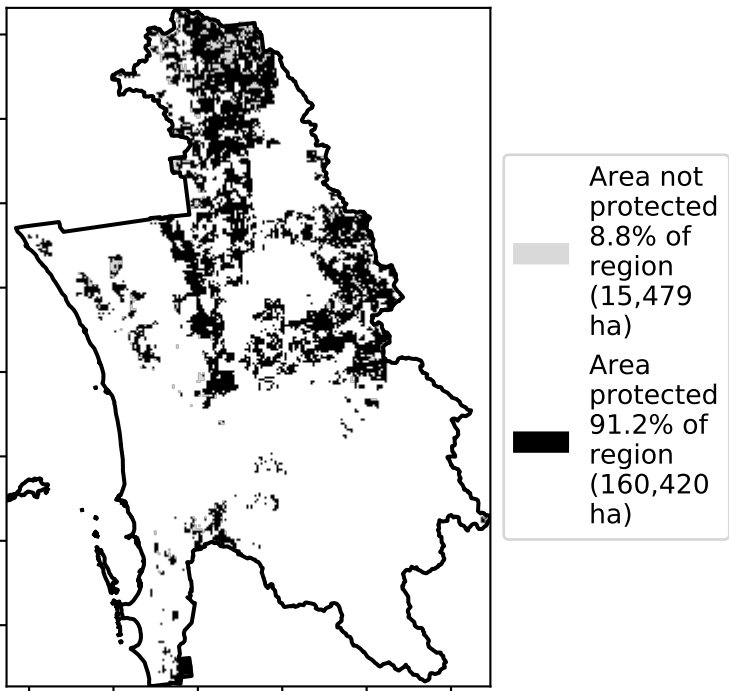 Area not
protected
8.8% of
region
(15,479
ha)
Area
protected
91.2% of
region
(160,420
ha)